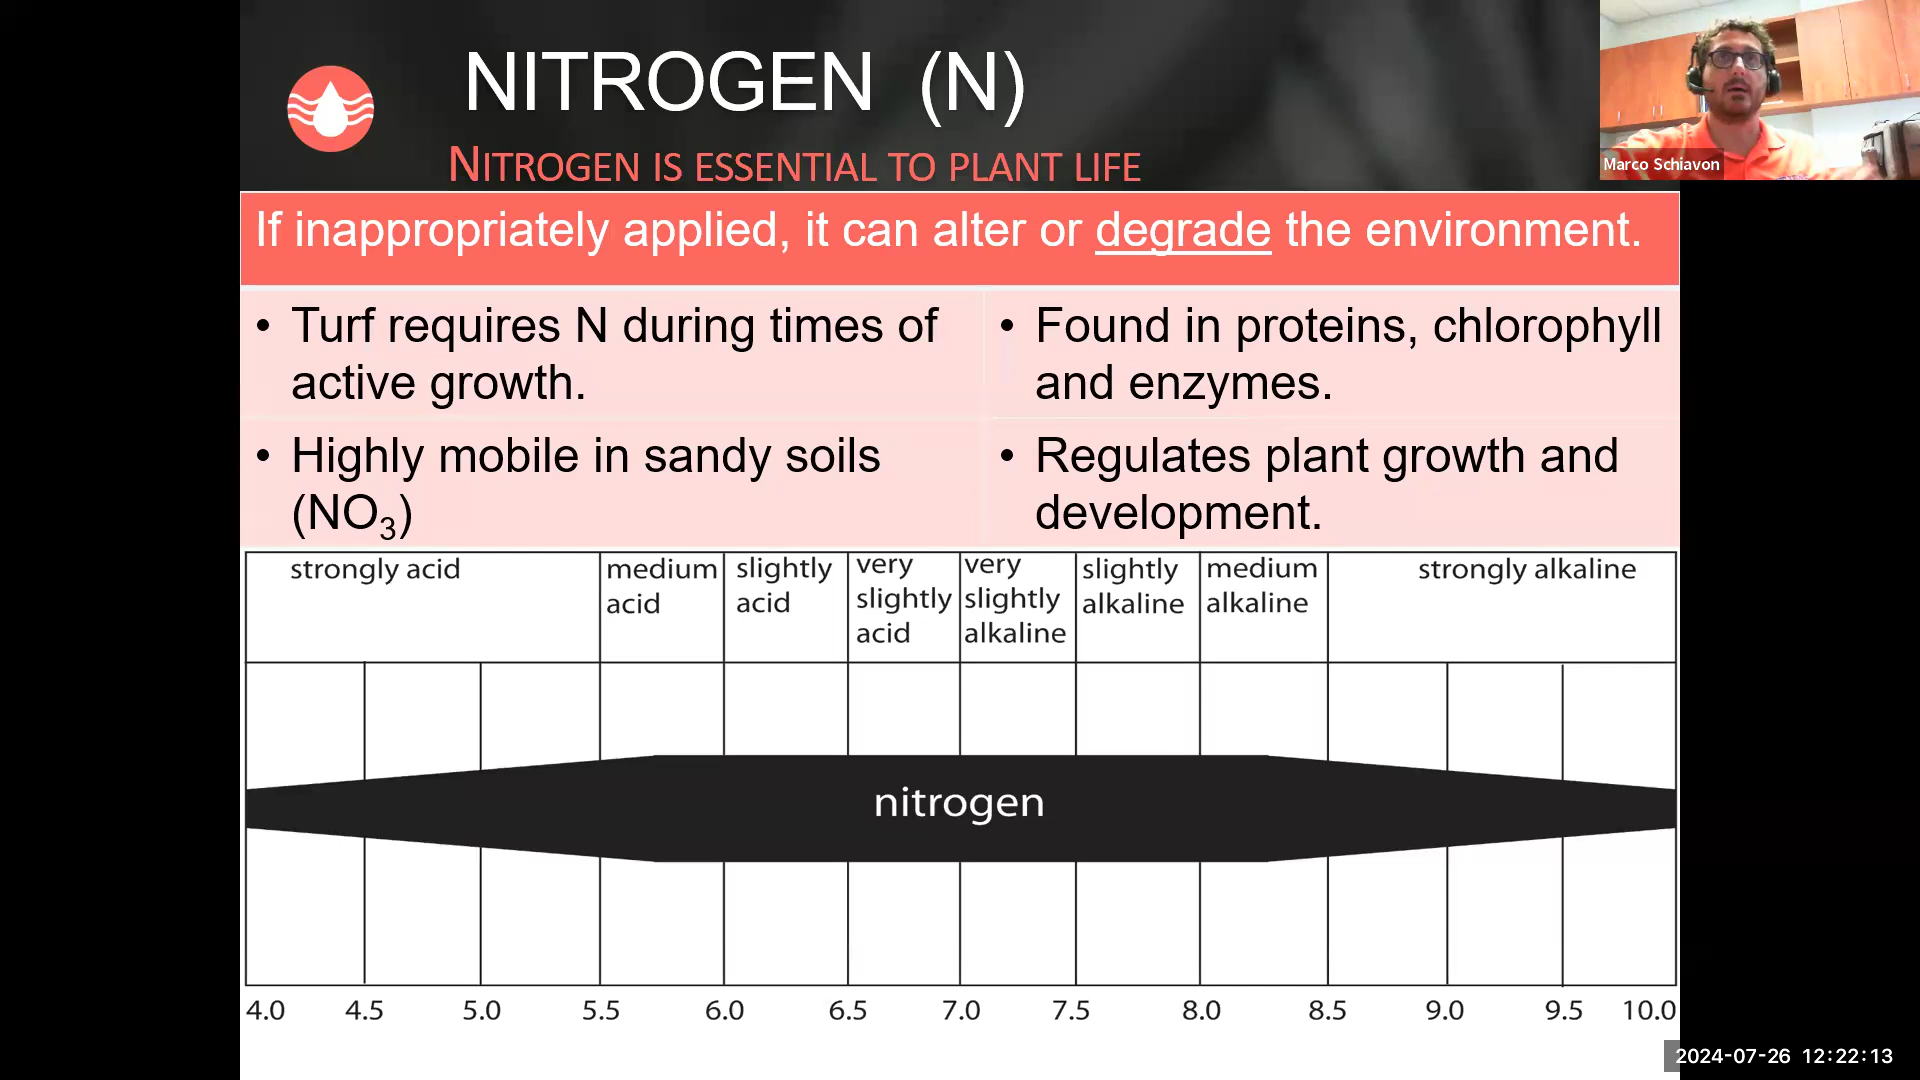 NITROGEN (N)
NITROGEN IS ESSENTIAL TO PLANT LIFE
Marco Schiavon
If inappropriately applied, it can alter or degrade the environment.
• Turf requires N during times of
active growth.
• Found in proteins, chlorophyll
and enzymes.
• Highly mobile in sandy soils
(NO₃)
• Regulates plant growth and
development.
strongly acid
medium
acid
slightly
acid
very
slightly
acid
very
slightly
alkaline
slightly
alkaline
medium
alkaline
strongly alkaline
nitrogen
4.0 4.5 5.0 5.5 6.0 6.5 7.0 7.5 8.0 8.5 9.0 9.5 10.0
2024-07-26 12:22:13